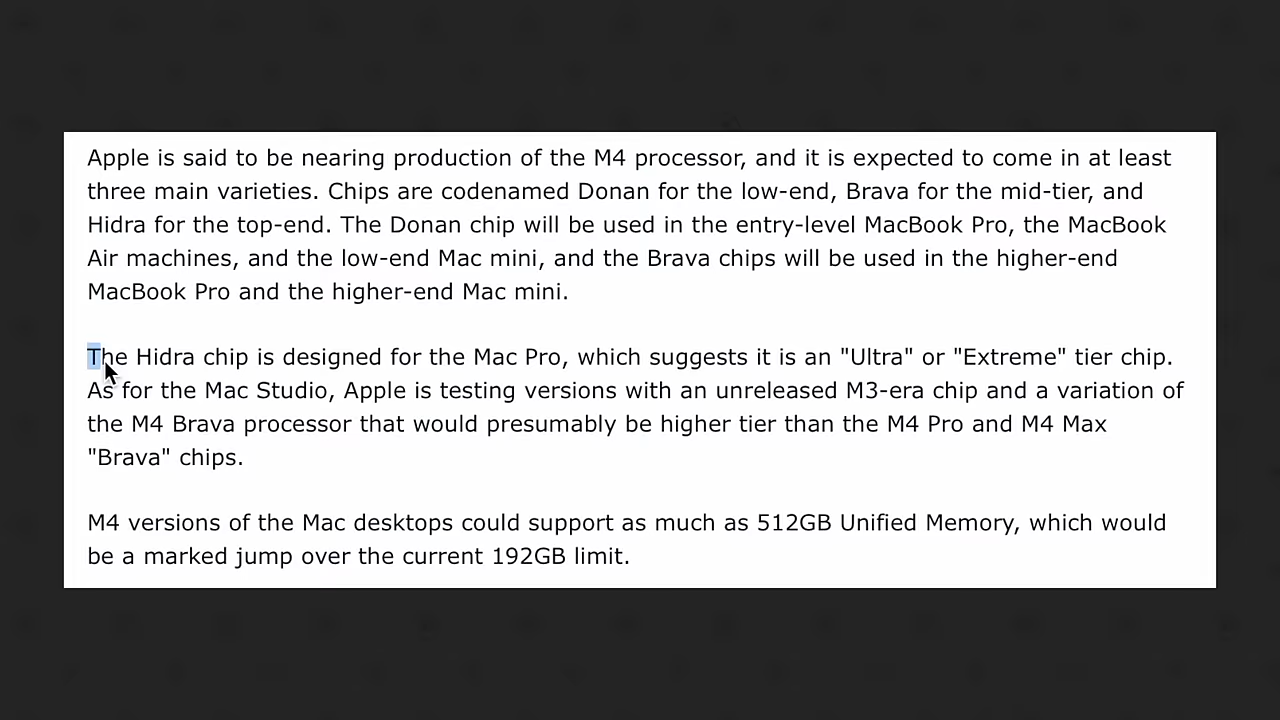 Apple is said to be nearing production of the M4 processor, and it is expected to come in at least
three main varieties. Chips are codenamed Donan for the low-end, Brava for the mid-tier, and
Hidra for the top-end. The Donan chip will be used in the entry-level MacBook Pro, the MacBook
Air machines, and the low-end Mac mini, and the Brava chips will be used in the higher-end
MacBook Pro and the higher-end Mac mini.
The Hidra chip is designed for the Mac Pro, which suggests it is an "Ultra" or "Extreme" tier chip.
As for the Mac Studio, Apple is testing versions with an unreleased M3-era chip and a variation of
the M4 Brava processor that would presumably be higher tier than the M4 Pro and M4 Max
"Brava" chips.
M4 versions of the Mac desktops could support as much as 512GB Unified Memory, which would
be a marked jump over the current 192GB limit.